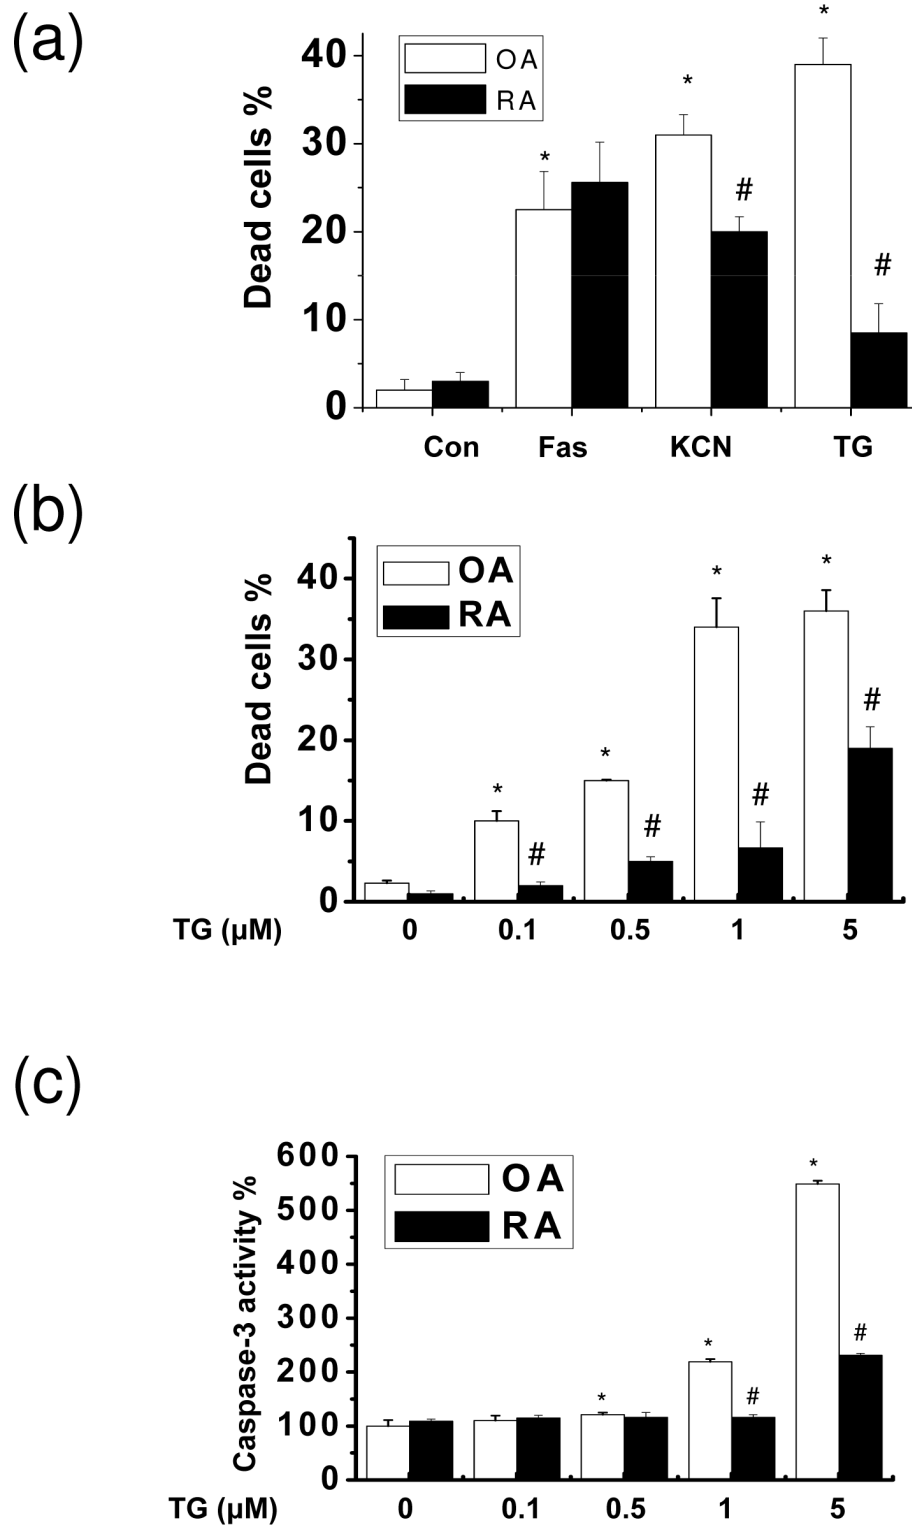 (a)
Dead cells %
40
30
20
10
0
OA
RA
*
*
#
*
#
Con Fas KCN TG
(b)
Dead cells %
40
30
20
10
0
OA
RA
*
#
*
#
*
#
*
#
TG (µM) 0 0.1 0.5 1 5
(c)
Caspase-3 activity %
600
500
400
300
200
100
0
OA
RA
*
*
#
*
#
TG (µM) 0 0.1 0.5 1 5